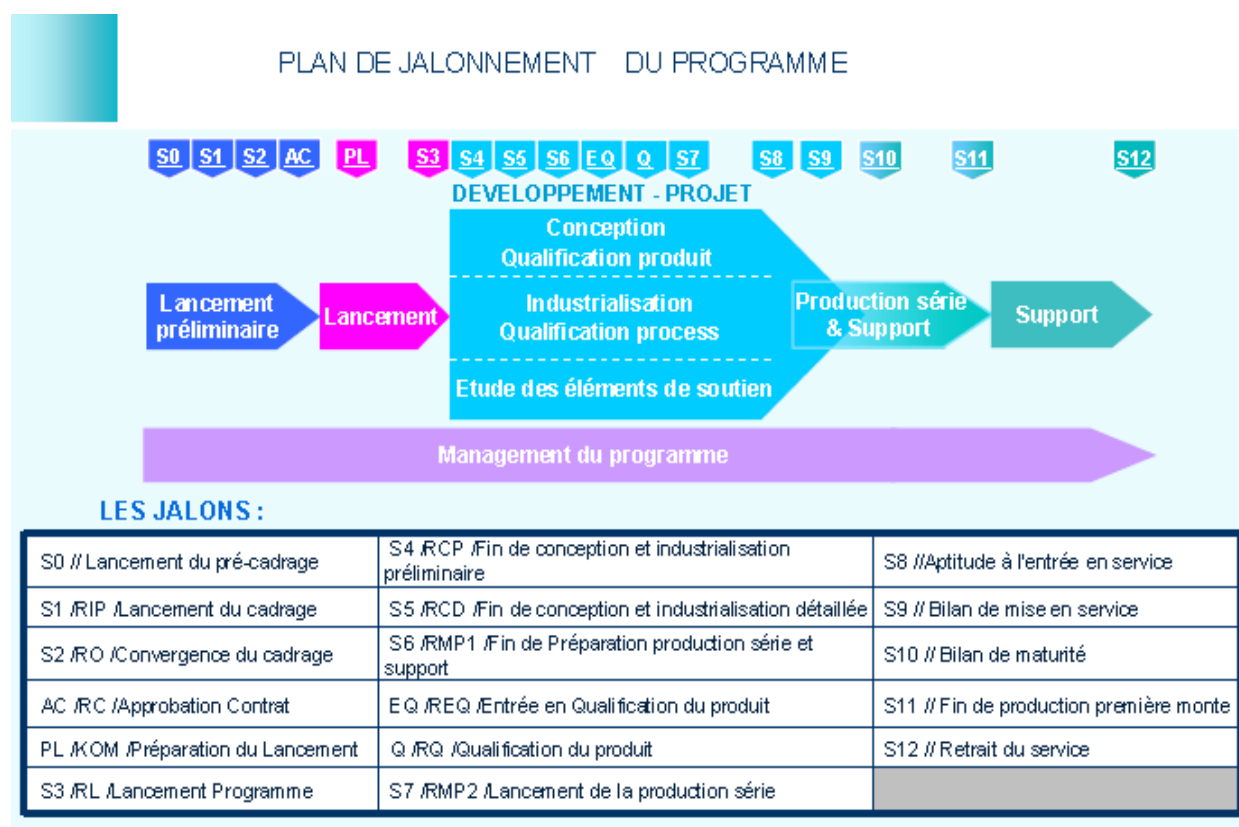 PLAN DE JALONNEMENT DU PROGRAMME
S0 S1 S2 AC PL S3 S4 S5 S6 EQ Q S7 S8 S9 S10 S11 S12
DEVELOPPEMENT - PROJET
Conception
Qualification produit
Lancement
préliminaire
Lancement
Industrialisation
Qualification process
Production série
& Support
Support
Etude des éléments de soutien
Management du programme
LES JALONS :
S0 // Lancement du pré-cadrage
S4 /RCP /Fin de conception et industrialisation
préliminaire
S8 //Aptitude à l'entrée en service
S1 /RIP /Lancement du cadrage
S5 /RCD /Fin de conception et industrialisation détaillée
S9 // Bilan de mise en service
S2 /RO /Convergence du cadrage
S6 /RMP1 /Fin de Préparation production série et
support
S10 // Bilan de maturité
AC /RC /Approbation Contrat
EQ /REQ /Entrée en Qualification du produit
S11 // Fin de production première monte
PL /KOM /Préparation du Lancement
Q /RQ /Qualification du produit
S12 // Retrait du service
S3 /RL /Lancement Programme
S7 /RMP2 /Lancement de la production série